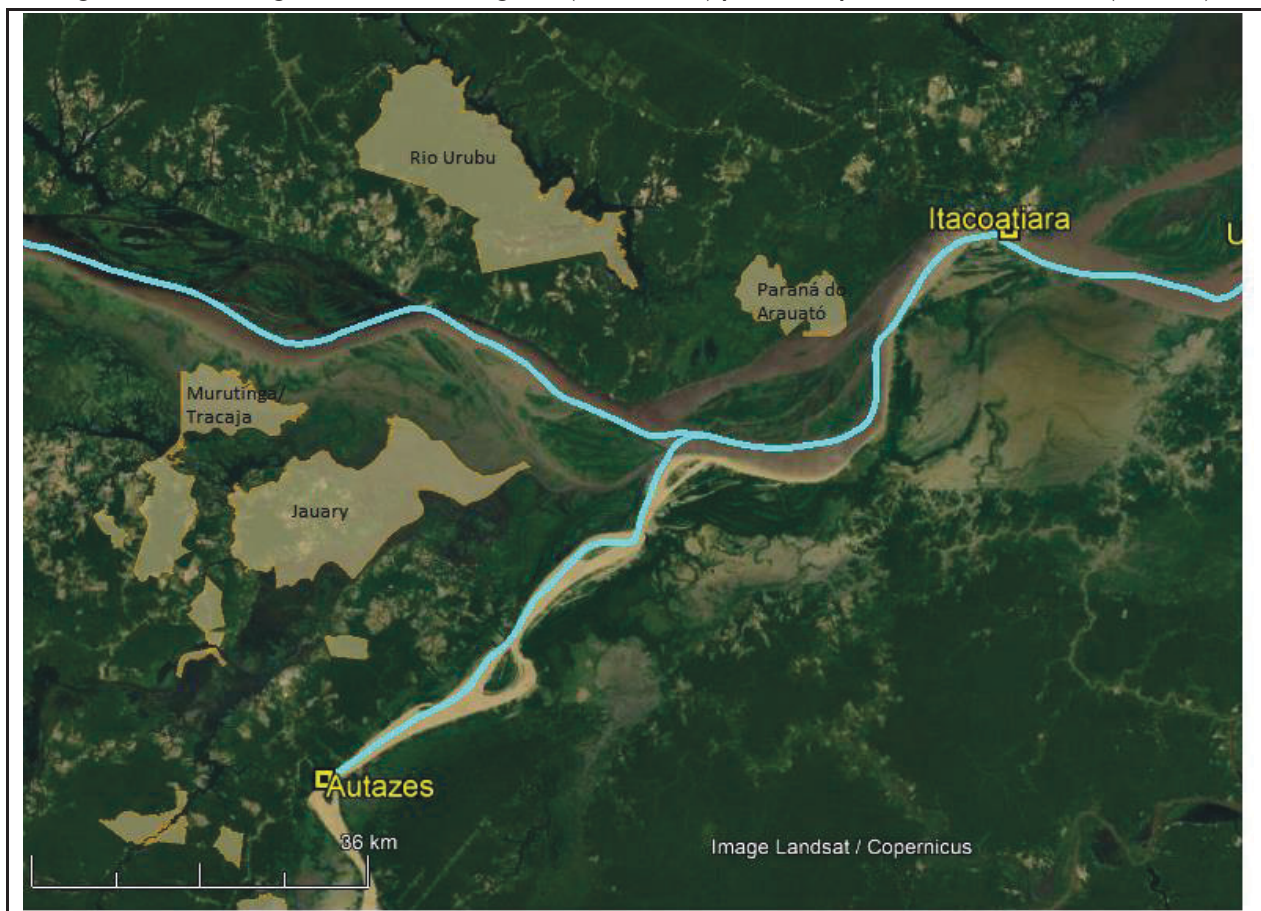 Rio Urubu
Itacoatiara
U
Paraná do
Arauató
Murutinga/
Tracaja
Jauary
Autazes
36 km
Image Landsat / Copernicus